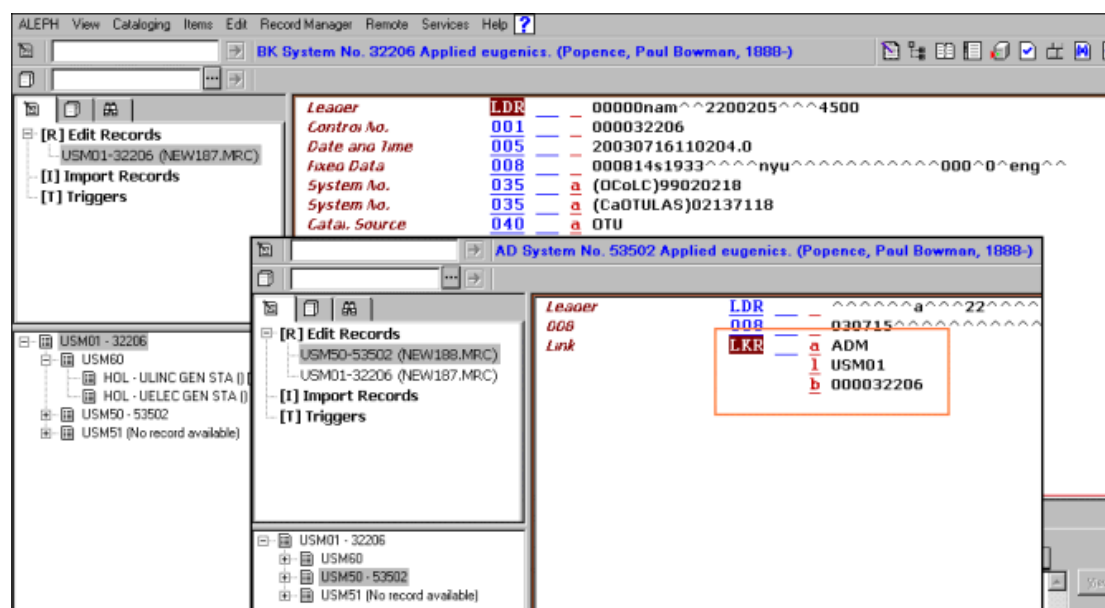 ALEPH View Cataloging Items Edit Record Manager Remote Services Help ?
BK System No. 32206 Applied eugenics. (Popence, Paul Bowman, 1888-)
[R] Edit Records
USM01-32206 (NEW187.MRC)
[I] Import Records
[T] Triggers
Leader LDR 00000nam^^2200205^^^4500
Control No. 001 000032206
Date and Time 005 20030716110204.0
Fixed Data 008 000814s1933^^^^nyu^^^^^^^^^^^^000^0^eng^^
System No. 035 a (OCoLC)99020218
System No. 035 a (CaOTULAS)02137118
Catal. Source 040 a OTU
USM01 - 32206
USM60
HOL - ULINC GEN STA () [
HOL - UELEC GEN STA ()
USM50 - 53502
USM51 (No record available)
AD System No. 53502 Applied eugenics. (Popence, Paul Bowman, 1888-)
[R] Edit Records
USM50-53502 (NEW188.MRC)
USM01-32206 (NEW187.MRC)
[I] Import Records
[T] Triggers
Leader LDR ^^^^^^a^^^22^^^^
008 008 030715^^^^^^^^^^^
Link LKR a ADM
l USM01
b 000032206
USM01 - 32206
USM60
USM50 - 53502
USM51 (No record available)